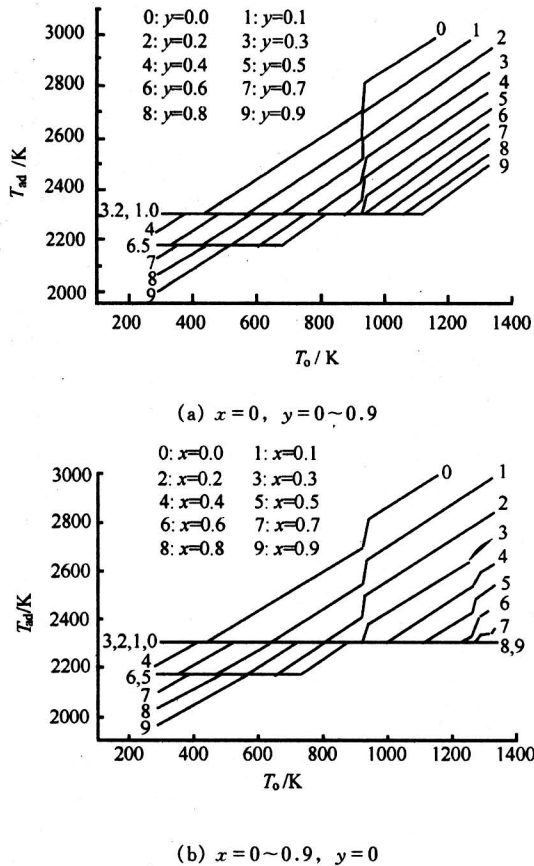 3000
2800
2600
2400
2200
2000
T_ad /K
0: y=0.0 1: y=0.1
2: y=0.2 3: y=0.3
4: y=0.4 5: y=0.5
6: y=0.6 7: y=0.7
8: y=0.8 9: y=0.9
0
1
2
3
4
5
6
7
8
9
3.2, 1.0
4
6.5
7
8
9
200 400 600 800 1000 1200 1400
T_o / K
(a) x=0, y=0~0.9
3000
2800
2600
2400
2200
2000
T_ad/K
0: x=0.0 1: x=0.1
2: x=0.2 3: x=0.3
4: x=0.4 5: x=0.5
6: x=0.6 7: x=0.7
8: x=0.8 9: x=0.9
0
1
2
3
4
5
6
7
8,9
3,2,1,0
4
6,5
7
8
9
200 400 600 800 1000 1200 1400
T_o /K
(b) x=0~0.9, y=0